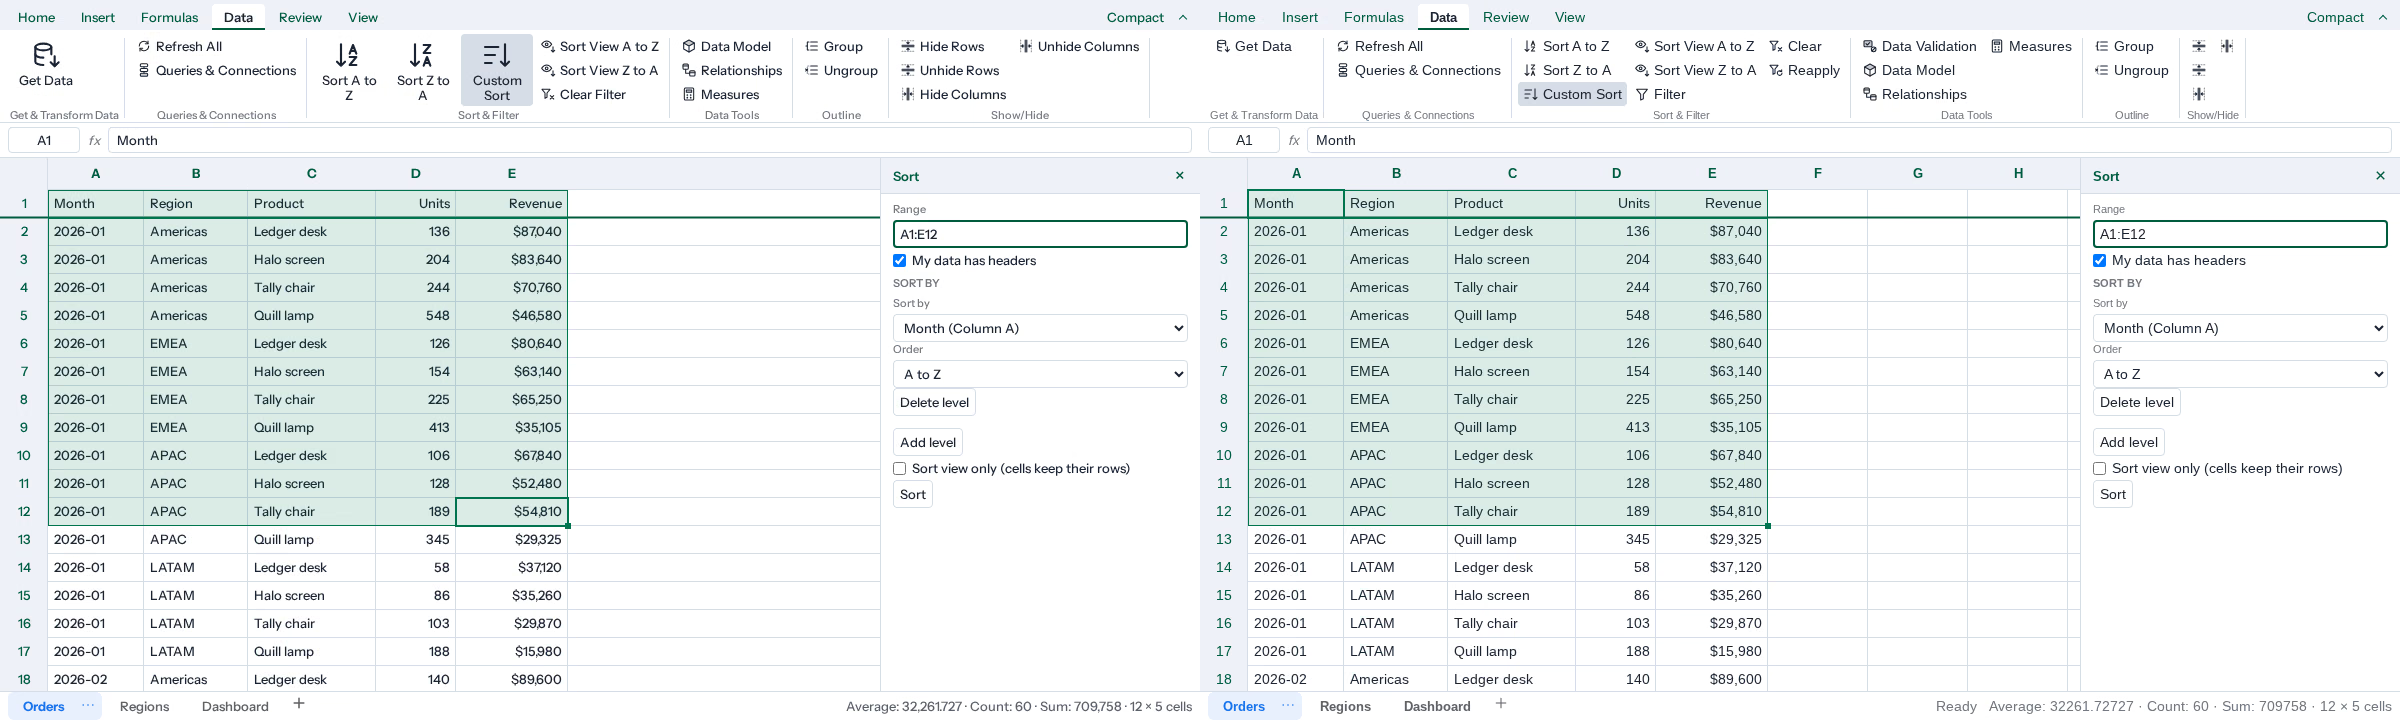 Home Insert Formulas Data Review View Compact
Get Data
Get & Transform Data
Refresh All
Queries & Connections
Queries & Connections
Sort A to Z
Sort Z to A
Custom Sort
Sort View A to Z
Sort View Z to A
Clear Filter
Sort & Filter
Data Model
Relationships
Measures
Data Tools
Group
Ungroup
Outline
Hide Rows
Unhide Rows
Hide Columns
Unhide Columns
Show/Hide
A1 fx Month
A B C D E
1 Month Region Product Units Revenue
2 2026-01 Americas Ledger desk 136 $87,040
3 2026-01 Americas Halo screen 204 $83,640
4 2026-01 Americas Tally chair 244 $70,760
5 2026-01 Americas Quill lamp 548 $46,580
6 2026-01 EMEA Ledger desk 126 $80,640
7 2026-01 EMEA Halo screen 154 $63,140
8 2026-01 EMEA Tally chair 225 $65,250
9 2026-01 EMEA Quill lamp 413 $35,105
10 2026-01 APAC Ledger desk 106 $67,840
11 2026-01 APAC Halo screen 128 $52,480
12 2026-01 APAC Tally chair 189 $54,810
13 2026-01 APAC Quill lamp 345 $29,325
14 2026-01 LATAM Ledger desk 58 $37,120
15 2026-01 LATAM Halo screen 86 $35,260
16 2026-01 LATAM Tally chair 103 $29,870
17 2026-01 LATAM Quill lamp 188 $15,980
18 2026-02 Americas Ledger desk 140 $89,600
Sort ×
Range
A1:E12
My data has headers
SORT BY
Sort by
Month (Column A)
Order
A to Z
Delete level
Add level
Sort view only (cells keep their rows)
Sort
Orders ··· Regions Dashboard +
Average: 32,261.727 · Count: 60 · Sum: 709,758 · 12 × 5 cells
Home Insert Formulas Data Review View Compact
Get Data
Get & Transform Data
Refresh All
Queries & Connections
Queries & Connections
Sort A to Z
Sort Z to A
Custom Sort
Sort View A to Z
Sort View Z to A
Filter
Clear
Reapply
Sort & Filter
Data Validation
Data Model
Relationships
Measures
Data Tools
Group
Ungroup
Outline
Show/Hide
A1 fx Month
A B C D E F G H
1 Month Region Product Units Revenue
2 2026-01 Americas Ledger desk 136 $87,040
3 2026-01 Americas Halo screen 204 $83,640
4 2026-01 Americas Tally chair 244 $70,760
5 2026-01 Americas Quill lamp 548 $46,580
6 2026-01 EMEA Ledger desk 126 $80,640
7 2026-01 EMEA Halo screen 154 $63,140
8 2026-01 EMEA Tally chair 225 $65,250
9 2026-01 EMEA Quill lamp 413 $35,105
10 2026-01 APAC Ledger desk 106 $67,840
11 2026-01 APAC Halo screen 128 $52,480
12 2026-01 APAC Tally chair 189 $54,810
13 2026-01 APAC Quill lamp 345 $29,325
14 2026-01 LATAM Ledger desk 58 $37,120
15 2026-01 LATAM Halo screen 86 $35,260
16 2026-01 LATAM Tally chair 103 $29,870
17 2026-01 LATAM Quill lamp 188 $15,980
18 2026-02 Americas Ledger desk 140 $89,600
Sort ×
Range
A1:E12
My data has headers
SORT BY
Sort by
Month (Column A)
Order
A to Z
Delete level
Add level
Sort view only (cells keep their rows)
Sort
Orders ··· Regions Dashboard +
Ready Average: 32261.72727 · Count: 60 · Sum: 709758 · 12 × 5 cells